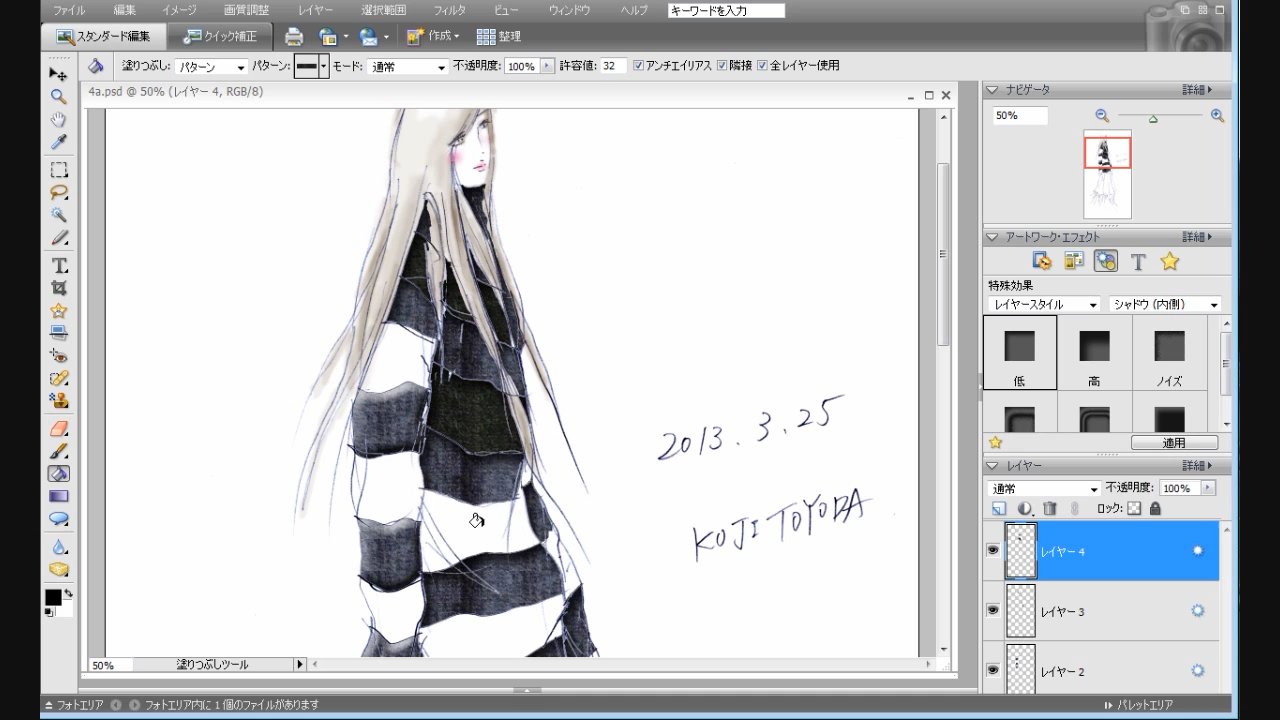 ファイル 編集 イメージ 画質調整 レイヤー 選択範囲 フィルタ ビュー ウィンドウ ヘルプ キーワードを入力
スタンダード編集 クイック補正 作成 整理
塗りつぶし: パターン パターン: モード: 通常 不透明度: 100% 許容値: 32 アンチエイリアス 隣接 全レイヤー使用
4a.psd @ 50% (レイヤー 4, RGB/8)
2013.3.25
KOJI TOYODA
50% 塗りつぶしツール
ナビゲータ 詳細
50%
アートワーク・エフェクト 詳細
特殊効果
レイヤースタイル シャドウ (内側)
低 高 ノイズ
適用
レイヤー 詳細
通常 不透明度: 100%
ロック:
レイヤー 4
レイヤー 3
レイヤー 2
フォトエリア フォトエリア内に 1 個のファイルがあります パレットエリア